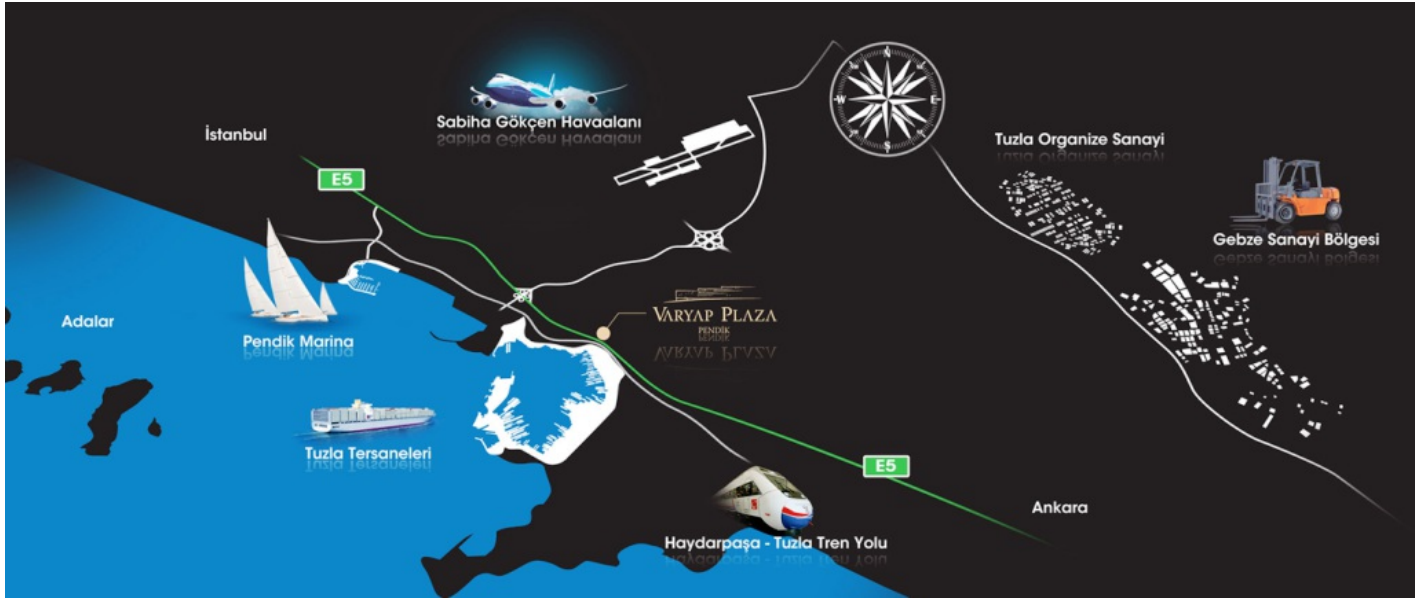 Sabiha Gökçen Havaalanı
İstanbul
E5
N
W
E
S
Tuzla Organize Sanayi
Gebze Sanayi Bölgesi
Adalar
Pendik Marina
VARYAP PLAZA
PENDİK
Tuzla Tersaneleri
E5
Ankara
Haydarpaşa - Tuzla Tren Yolu